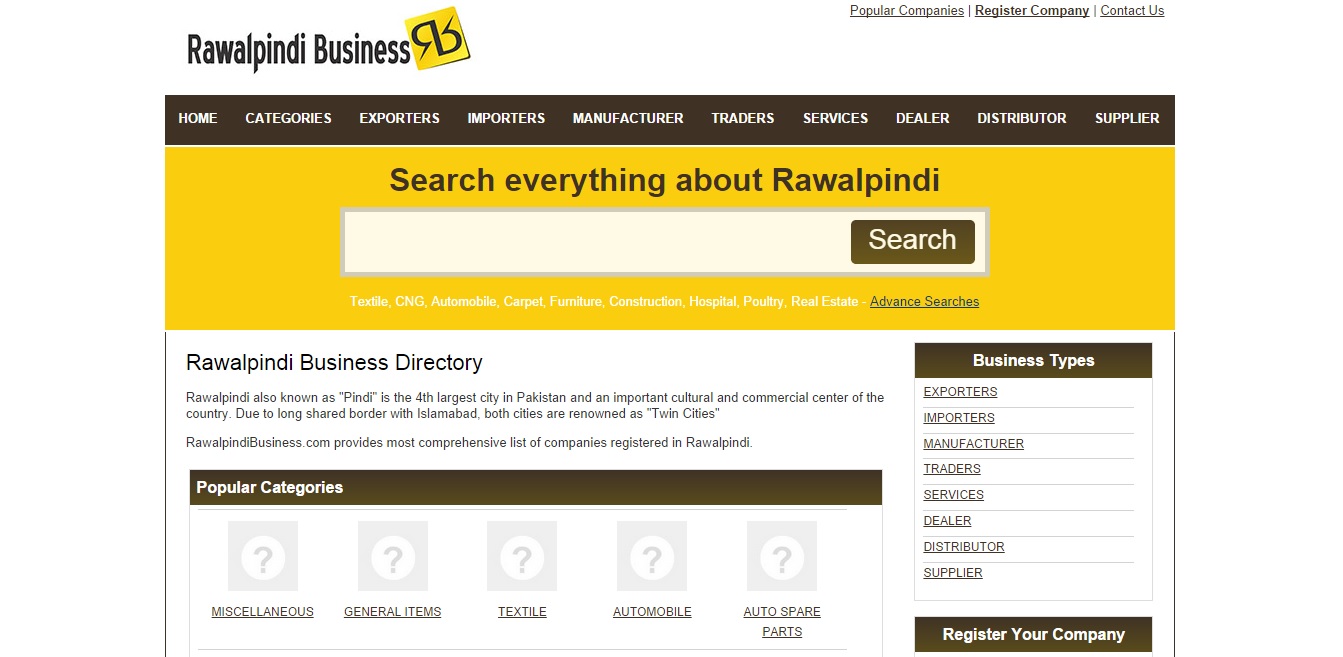 Popular Companies | Register Company | Contact Us
Rawalpindi Business RB
HOME CATEGORIES EXPORTERS IMPORTERS MANUFACTURER TRADERS SERVICES DEALER DISTRIBUTOR SUPPLIER
Search everything about Rawalpindi
Search
Textile, CNG, Automobile, Carpet, Furniture, Construction, Hospital, Poultry, Real Estate - Advance Searches
Rawalpindi Business Directory
Rawalpindi also known as "Pindi" is the 4th largest city in Pakistan and an important cultural and commercial center of the
country. Due to long shared border with Islamabad, both cities are renowned as "Twin Cities"
RawalpindiBusiness.com provides most comprehensive list of companies registered in Rawalpindi.
Popular Categories
? ? ? ? ?
MISCELLANEOUS GENERAL ITEMS TEXTILE AUTOMOBILE AUTO SPARE
PARTS
Business Types
EXPORTERS
IMPORTERS
MANUFACTURER
TRADERS
SERVICES
DEALER
DISTRIBUTOR
SUPPLIER
Register Your Company